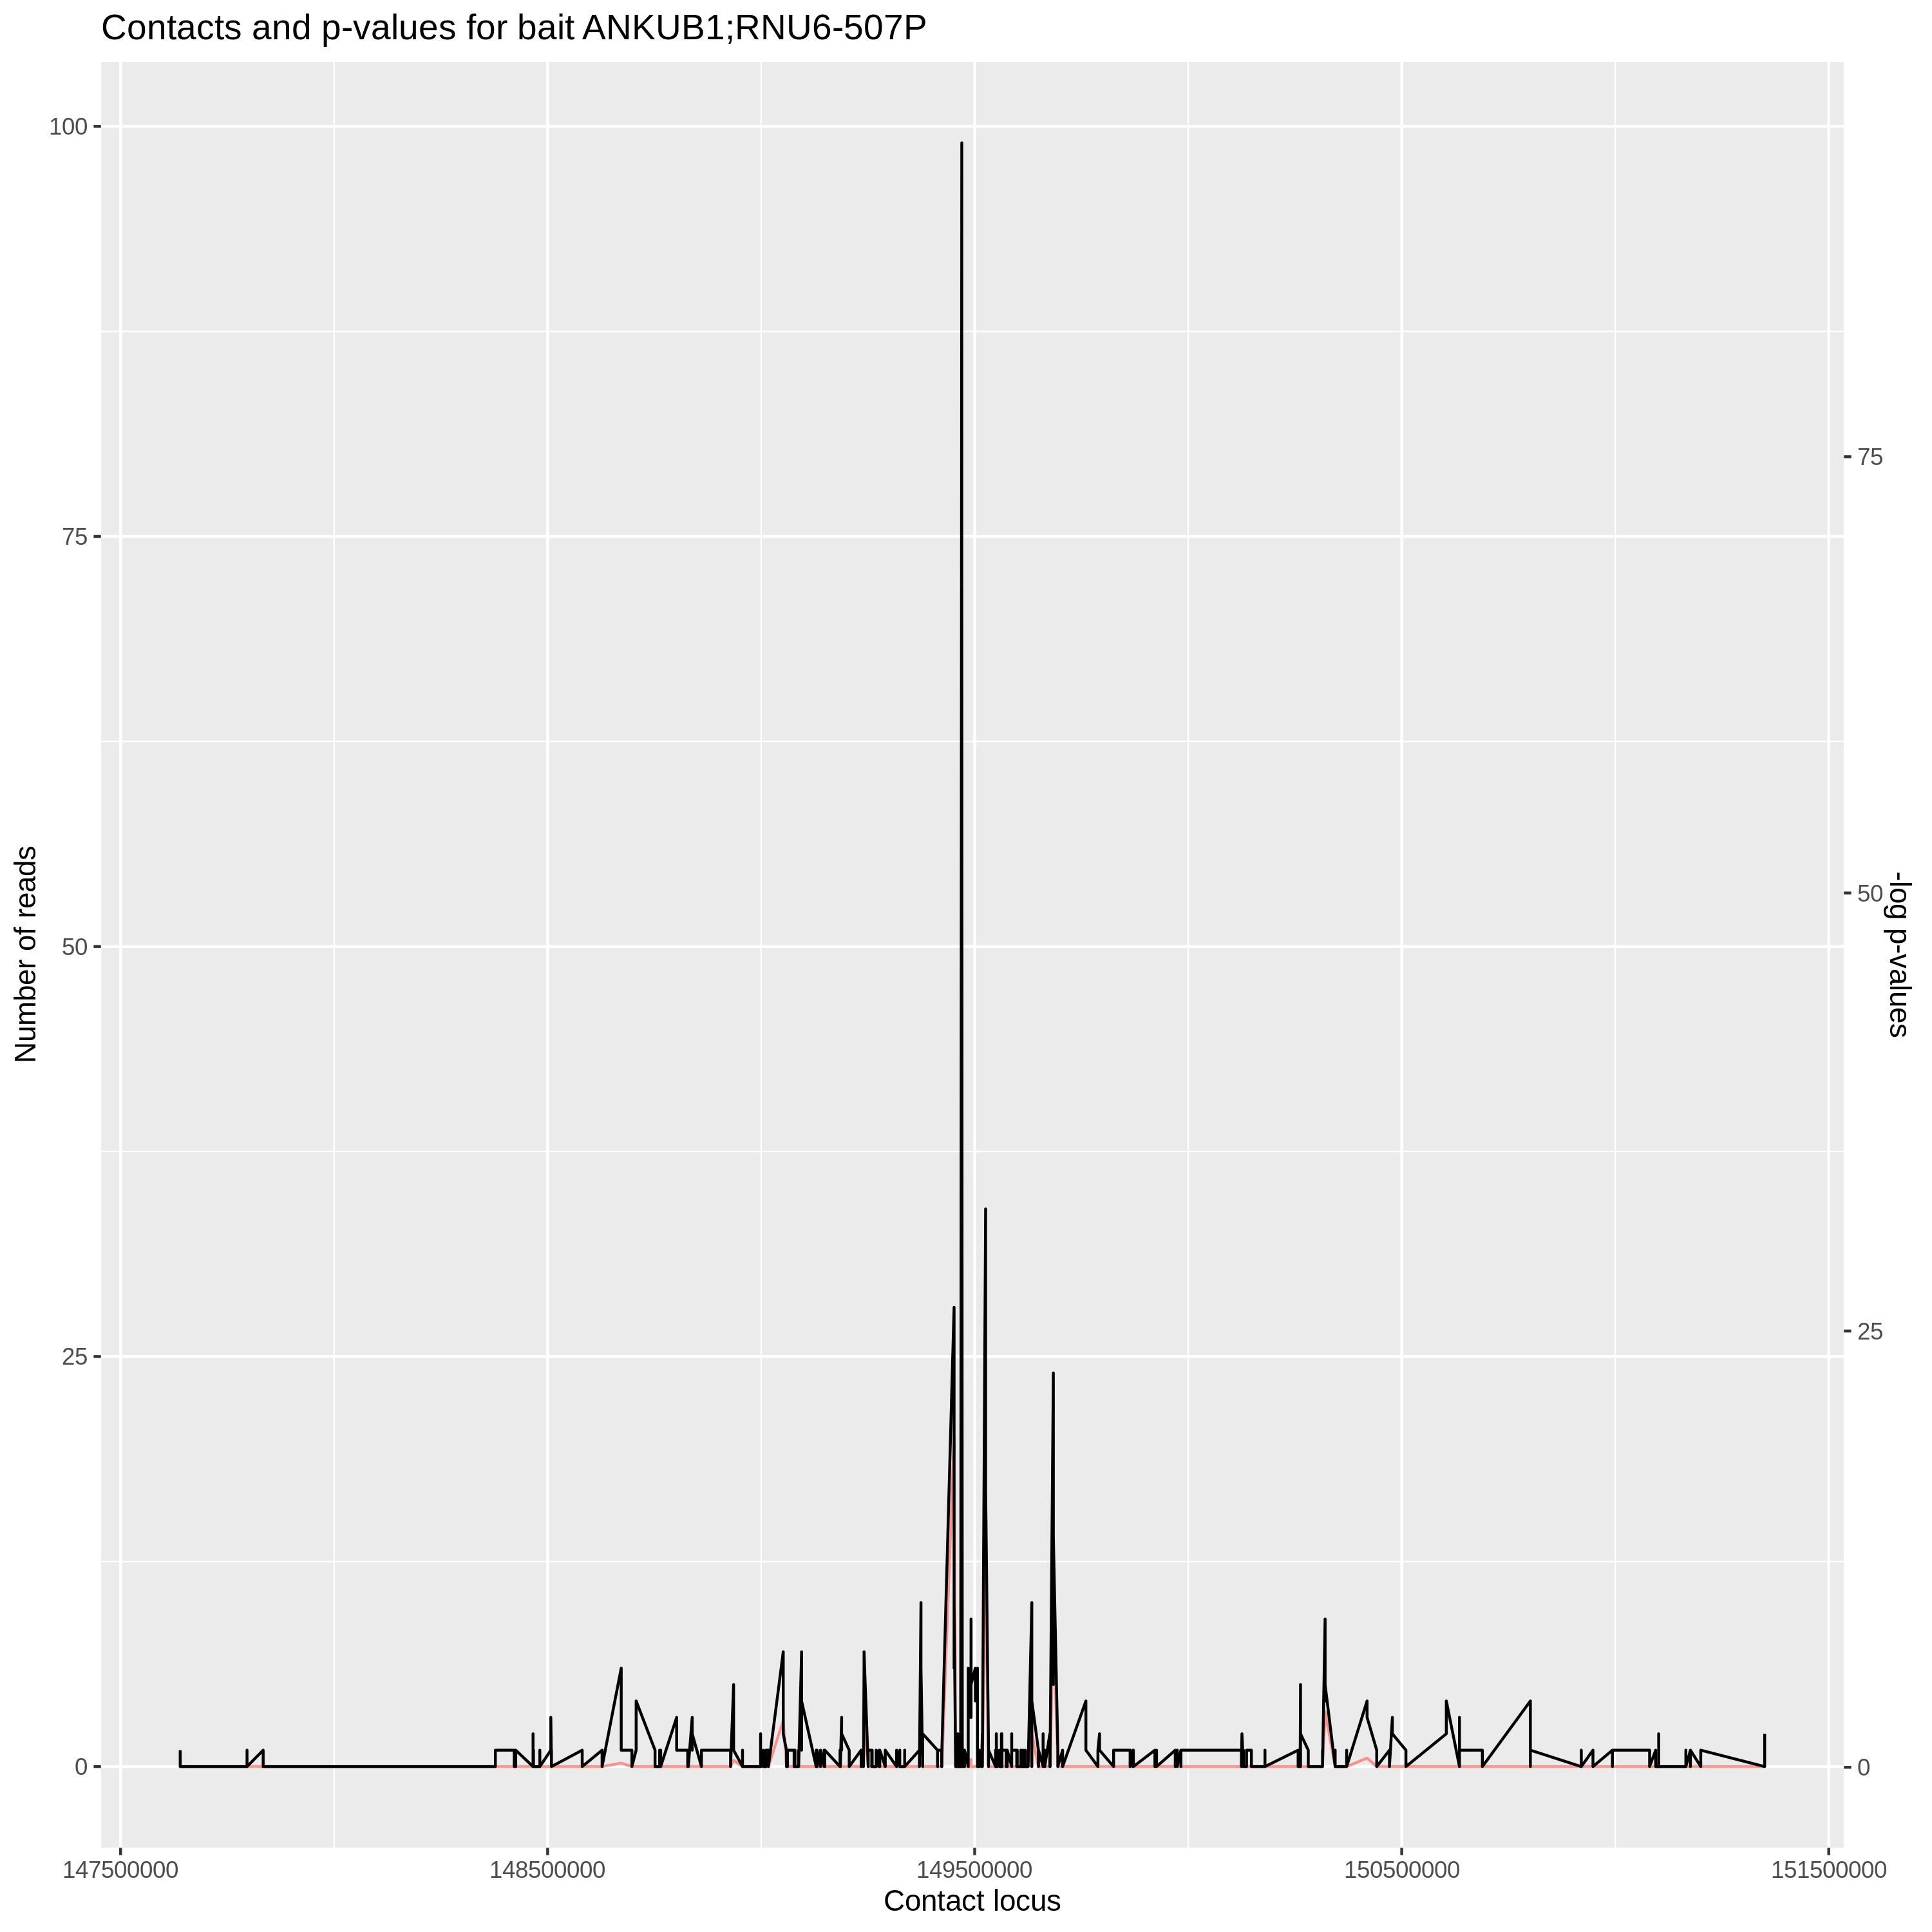 Contacts and p-values for bait ANKUB1;RNU6-507P
100
75
50
25
0
Number of reads
75
50
25
0
-log p-values
147500000 148500000 149500000 150500000 151500000
Contact locus